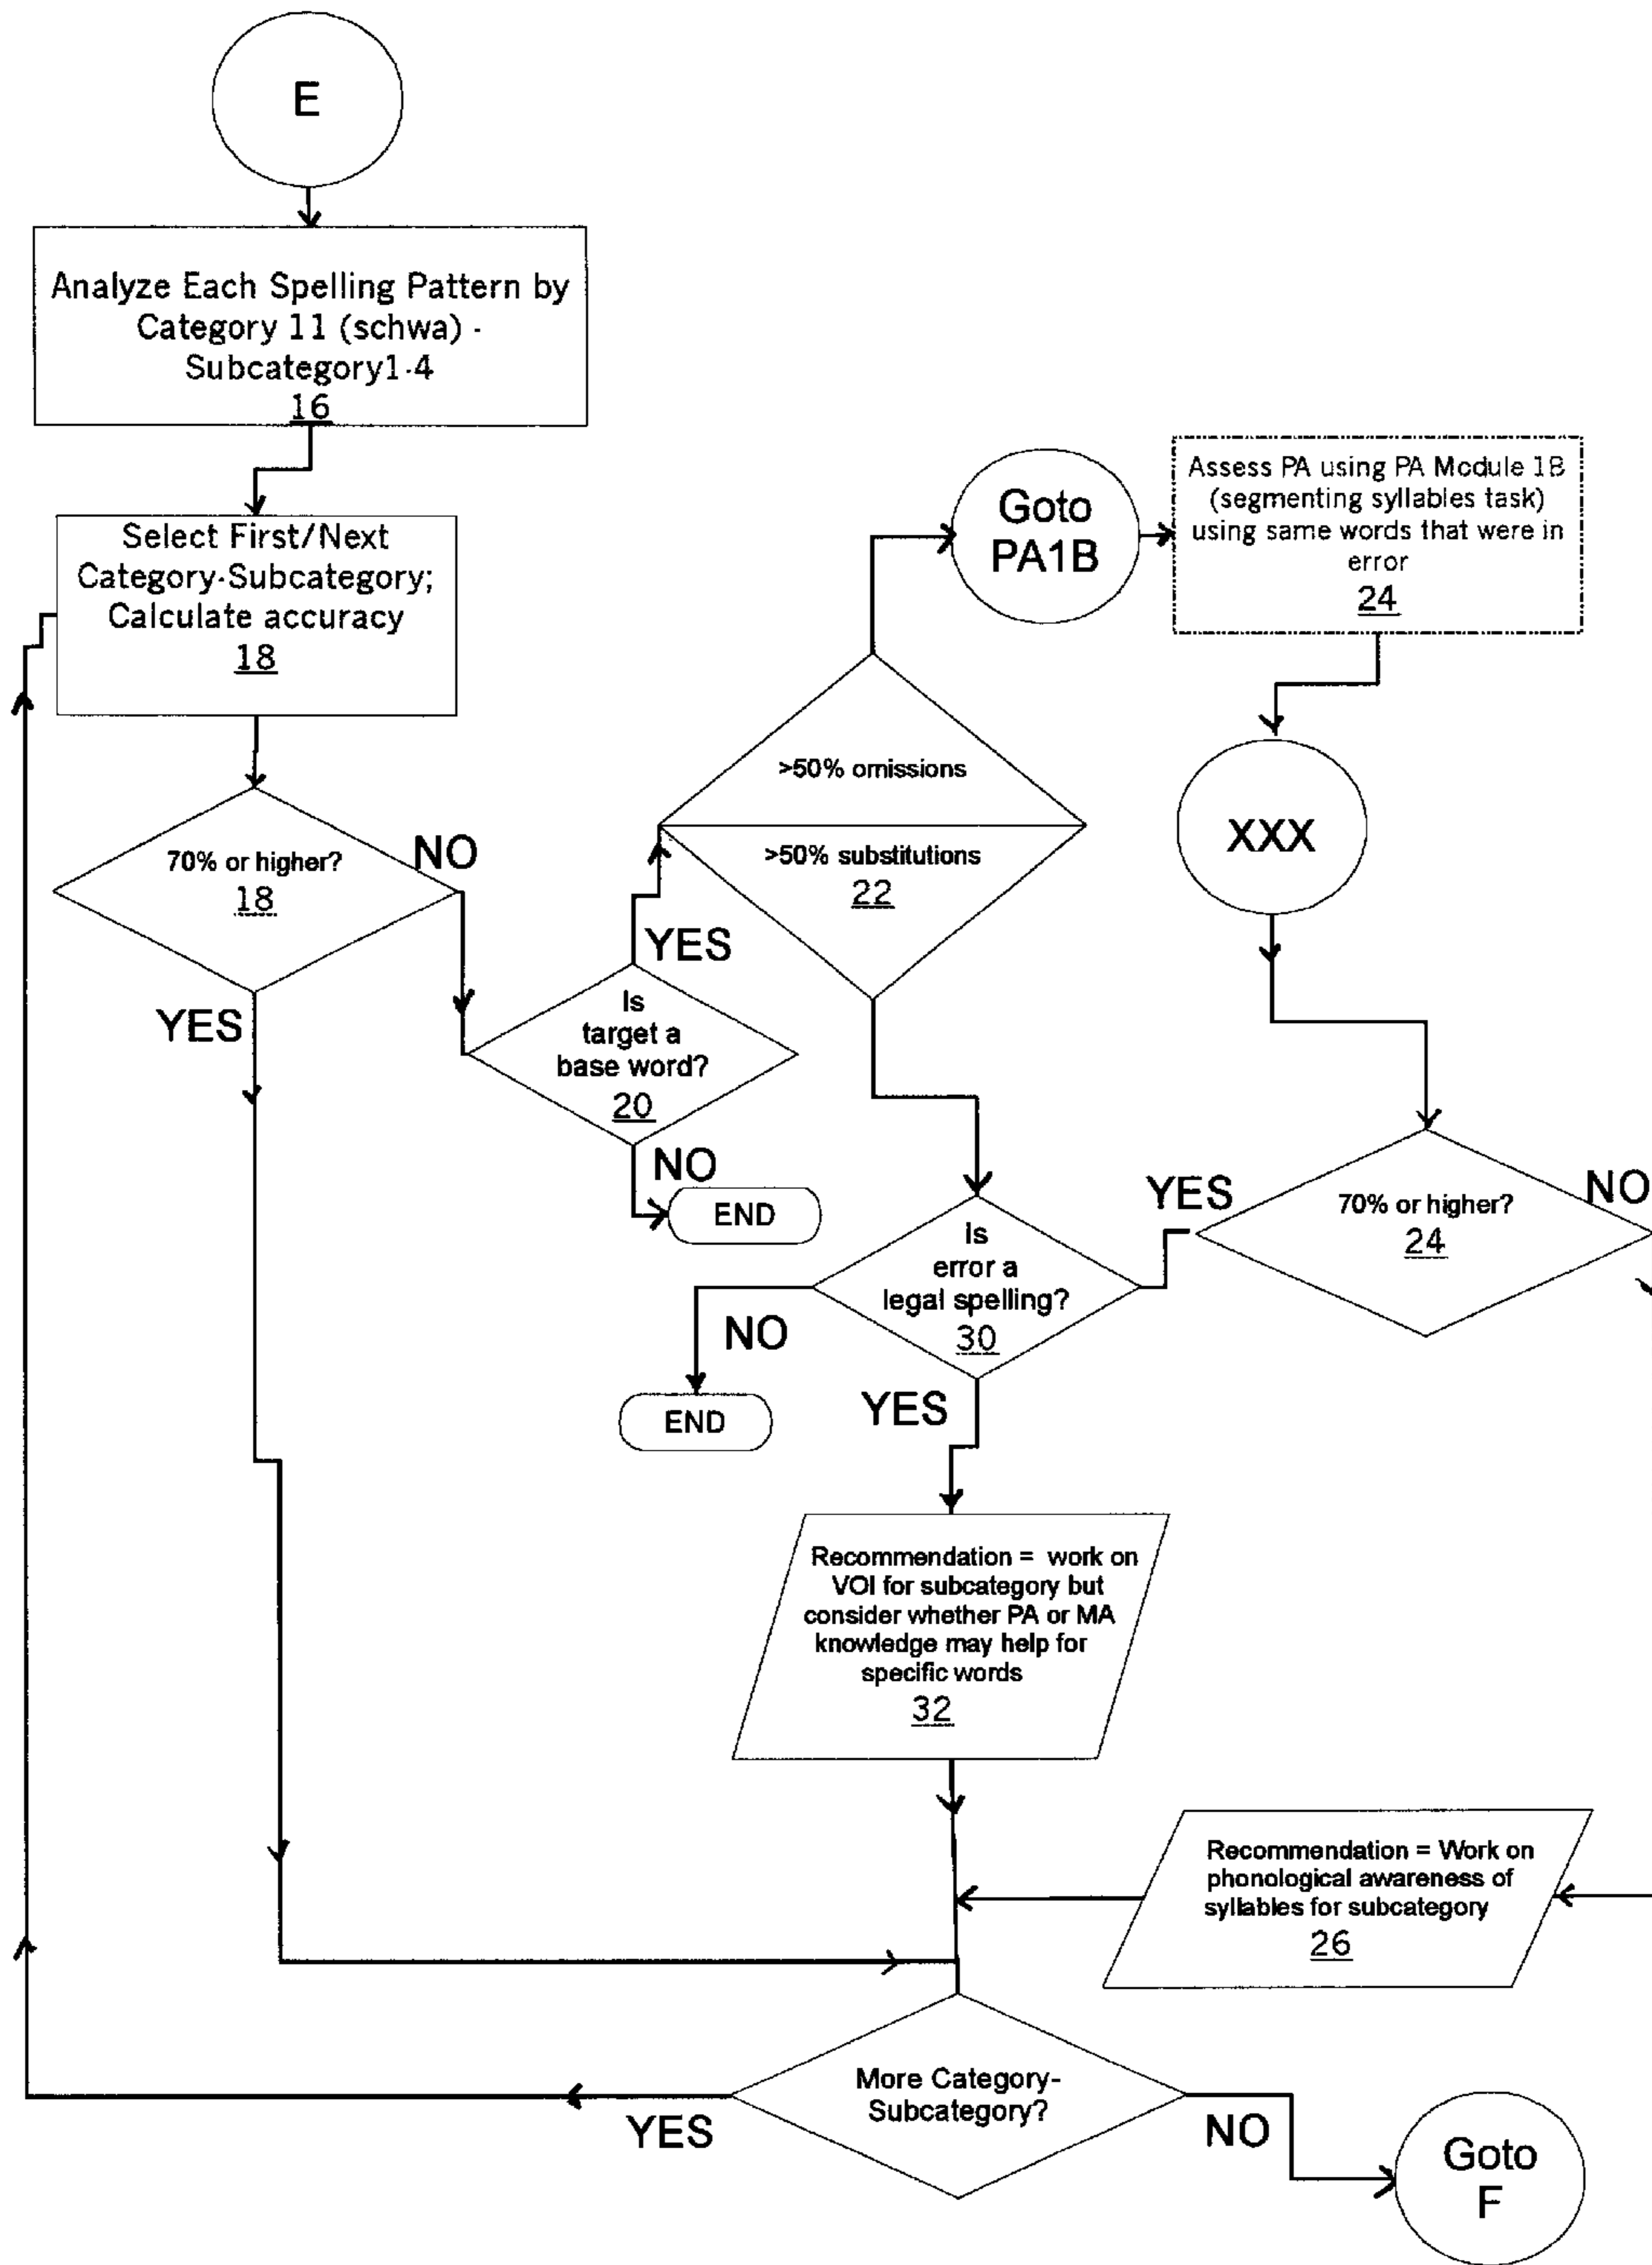 E
Analyze Each Spelling Pattern by
Category 11 (schwa) -
Subcategory1-4
16
Select First/Next
Category-Subcategory;
Calculate accuracy
18
70% or higher?
18
NO
YES
Is
target a
base word?
20
YES
NO
END
>50% omissions
>50% substitutions
22
Goto
PA1B
Assess PA using PA Module 1B
(segmenting syllables task)
using same words that were in
error
24
XXX
70% or higher?
24
YES
NO
Is
error a
legal spelling?
30
NO
END
YES
Recommendation = work on
VOI for subcategory but
consider whether PA or MA
knowledge may help for
specific words
32
Recommendation = Work on
phonological awareness of
syllables for subcategory
26
More Category-
Subcategory?
YES
NO
Goto
F